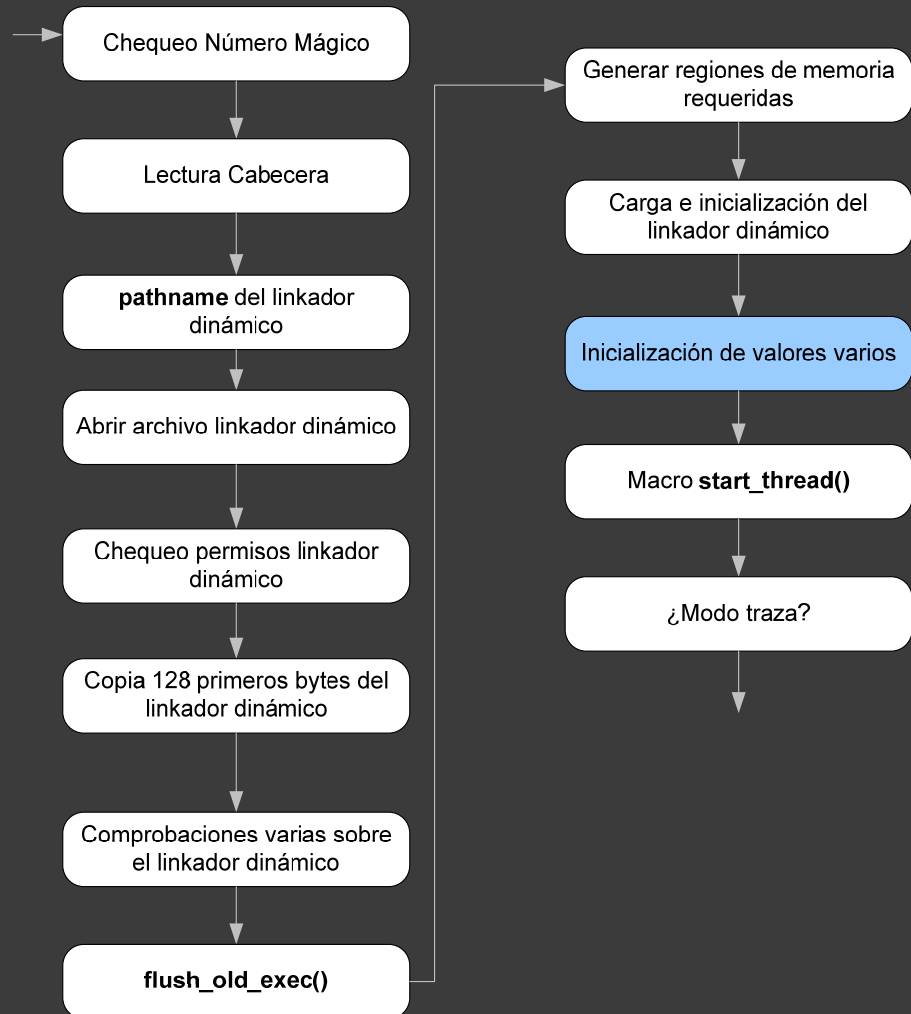 Chequeo Número Mágico
Lectura Cabecera
pathname del linkador
dinámico
Abrir archivo linkador dinámico
Chequeo permisos linkador
dinámico
Copia 128 primeros bytes del
linkador dinámico
Comprobaciones varias sobre
el linkador dinámico
flush_old_exec()
Generar regiones de memoria
requeridas
Carga e inicialización del
linkador dinámico
Inicialización de valores varios
Macro start_thread()
¿Modo traza?